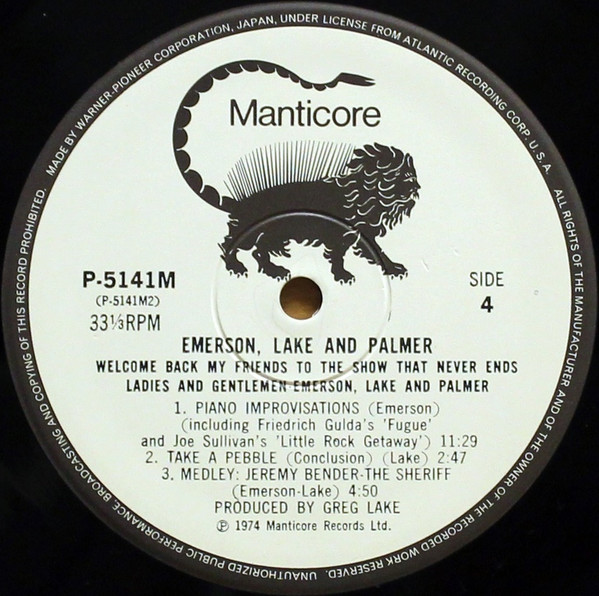 MADE BY WARNER-PIONEER CORPORATION, JAPAN, UNDER LICENSE FROM ATLANTIC RECORDING CORP. U.S.A. ALL RIGHTS OF THE MANUFACTURER AND OF THE OWNER OF THE RECORDED WORK RESERVED. UNAUTHORIZED PUBLIC PERFORMANCE, BROADCASTING AND COPYING OF THIS RECORD PROHIBITED.
Manticore
P-5141M
(P-5141M2)
33⅓RPM
SIDE
4
EMERSON, LAKE AND PALMER
WELCOME BACK MY FRIENDS TO THE SHOW THAT NEVER ENDS
LADIES AND GENTLEMEN EMERSON, LAKE AND PALMER
1. PIANO IMPROVISATIONS (Emerson)
(including Friedrich Gulda's 'Fugue'
and Joe Sullivan's 'Little Rock Getaway') 11:29
2. TAKE A PEBBLE (Conclusion) (Lake) 2:47
3. MEDLEY: JEREMY BENDER-THE SHERIFF
(Emerson-Lake) 4:50
PRODUCED BY GREG LAKE
℗ 1974 Manticore Records Ltd.